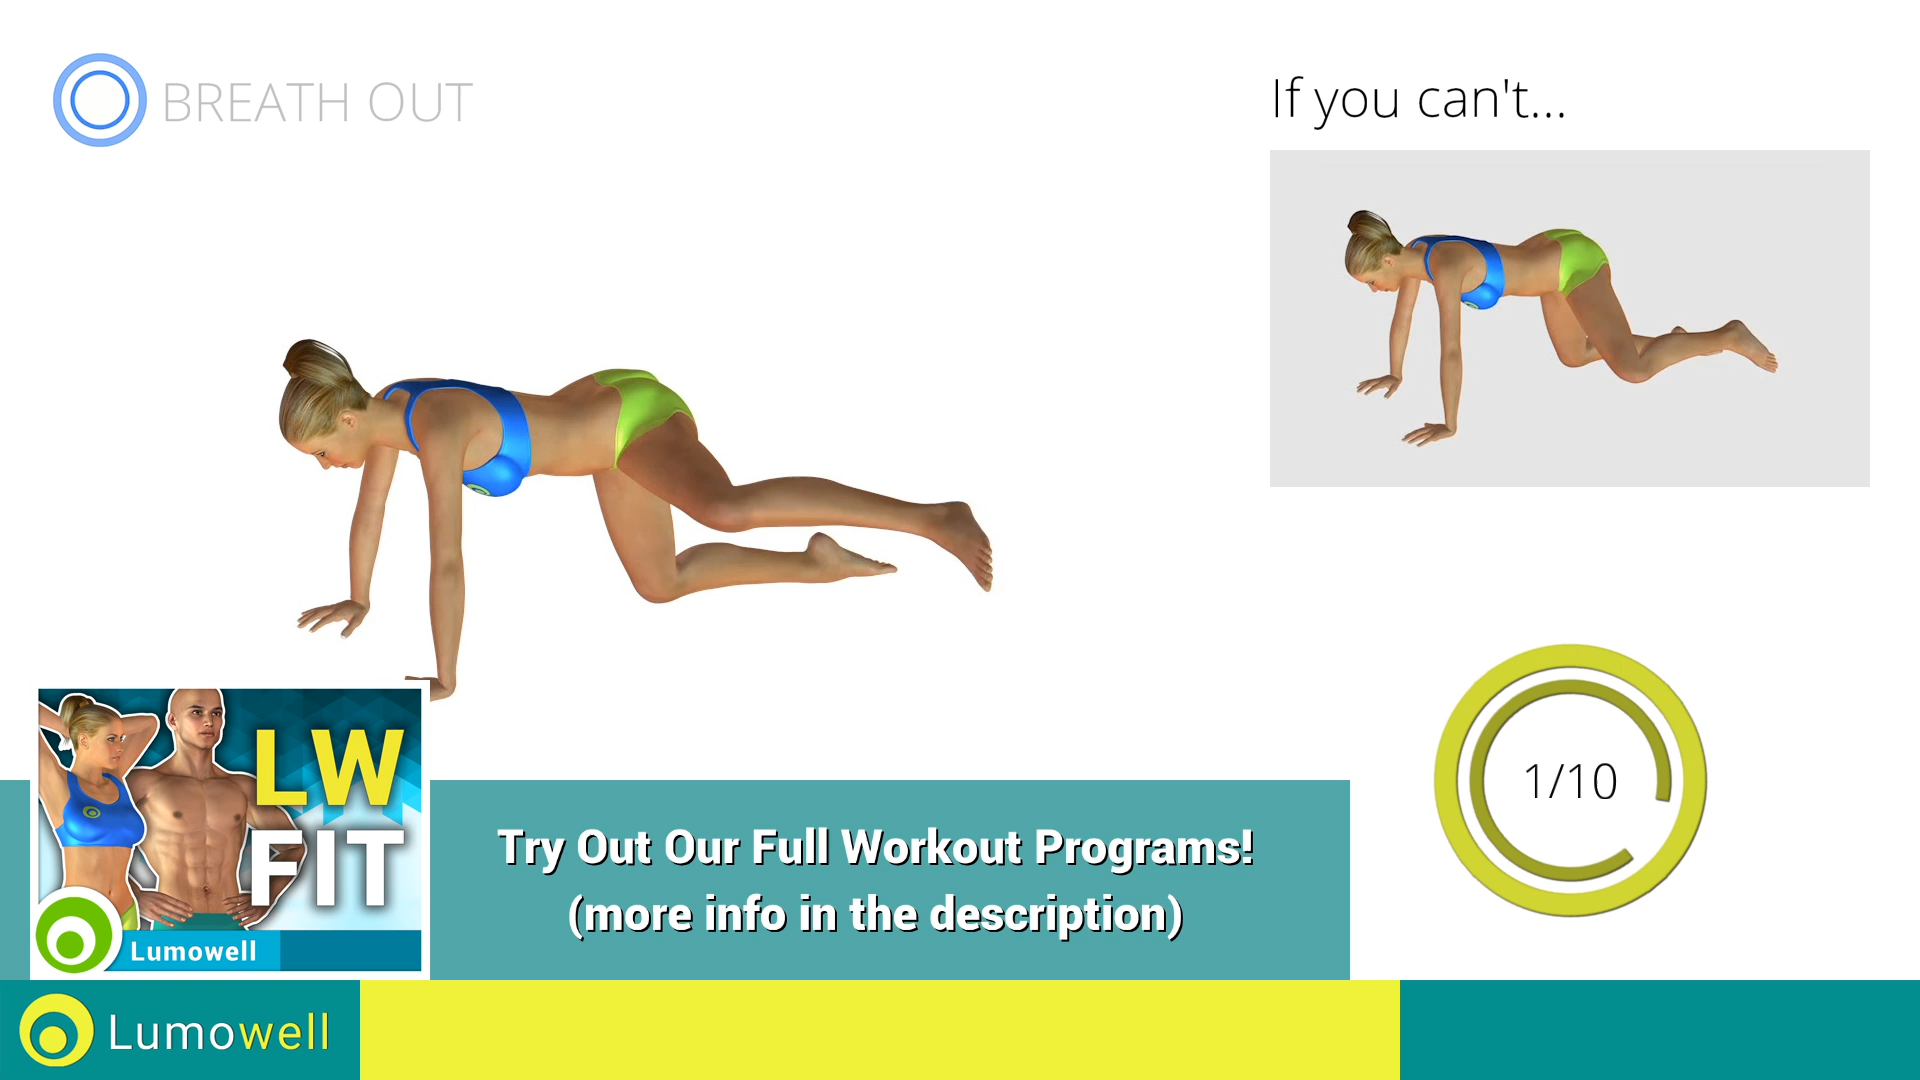 BREATH OUT
If you can't...
1/10
LW
FIT
Lumowell
Try Out Our Full Workout Programs!
(more info in the description)
Lumowell